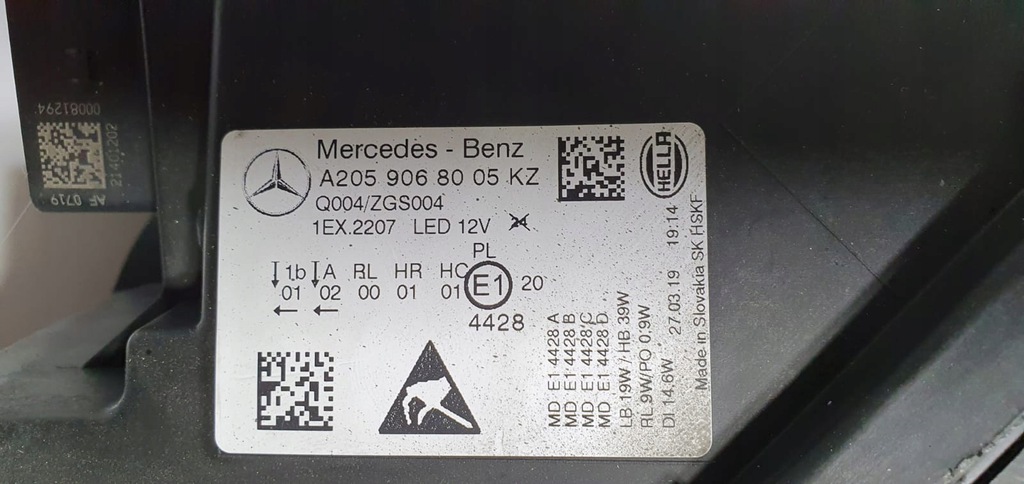 00081294
21401202
AF 0719
Mercedes - Benz
A205 906 80 05 KZ
Q004/ZGS004
1EX.2207 LED 12V
HELLA
PL
1b A RL HR HC
01 02 00 01 01
E1 20
4428
MD E1 4428 A
MD E1 4428 B
MD E1 4428 C
MD E1 4428 D
LB 19W / HB 39W
RL 9W/PO 0,9W
DI 14.6W 27.03.19 19:14
Made in Slovakia SK HSKF